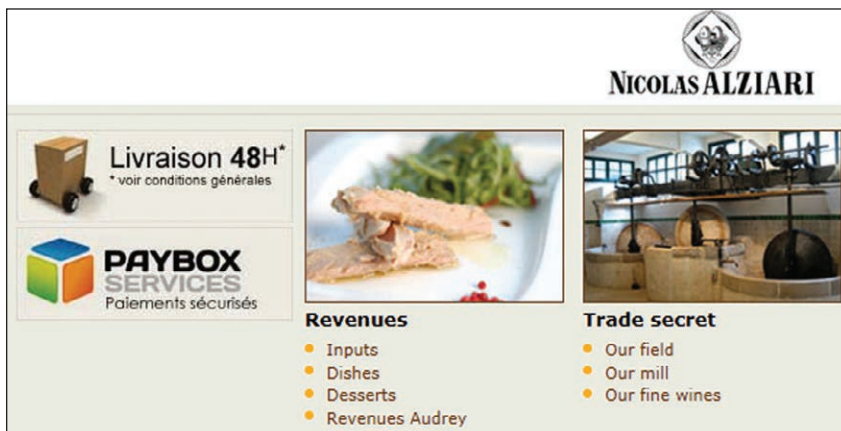 NICOLAS ALZIARI
Livraison 48H*
* voir conditions générales
PAYBOX
SERVICES
Paiements sécurisés
Revenues
Inputs
Dishes
Desserts
Revenues Audrey
Trade secret
Our field
Our mill
Our fine wines